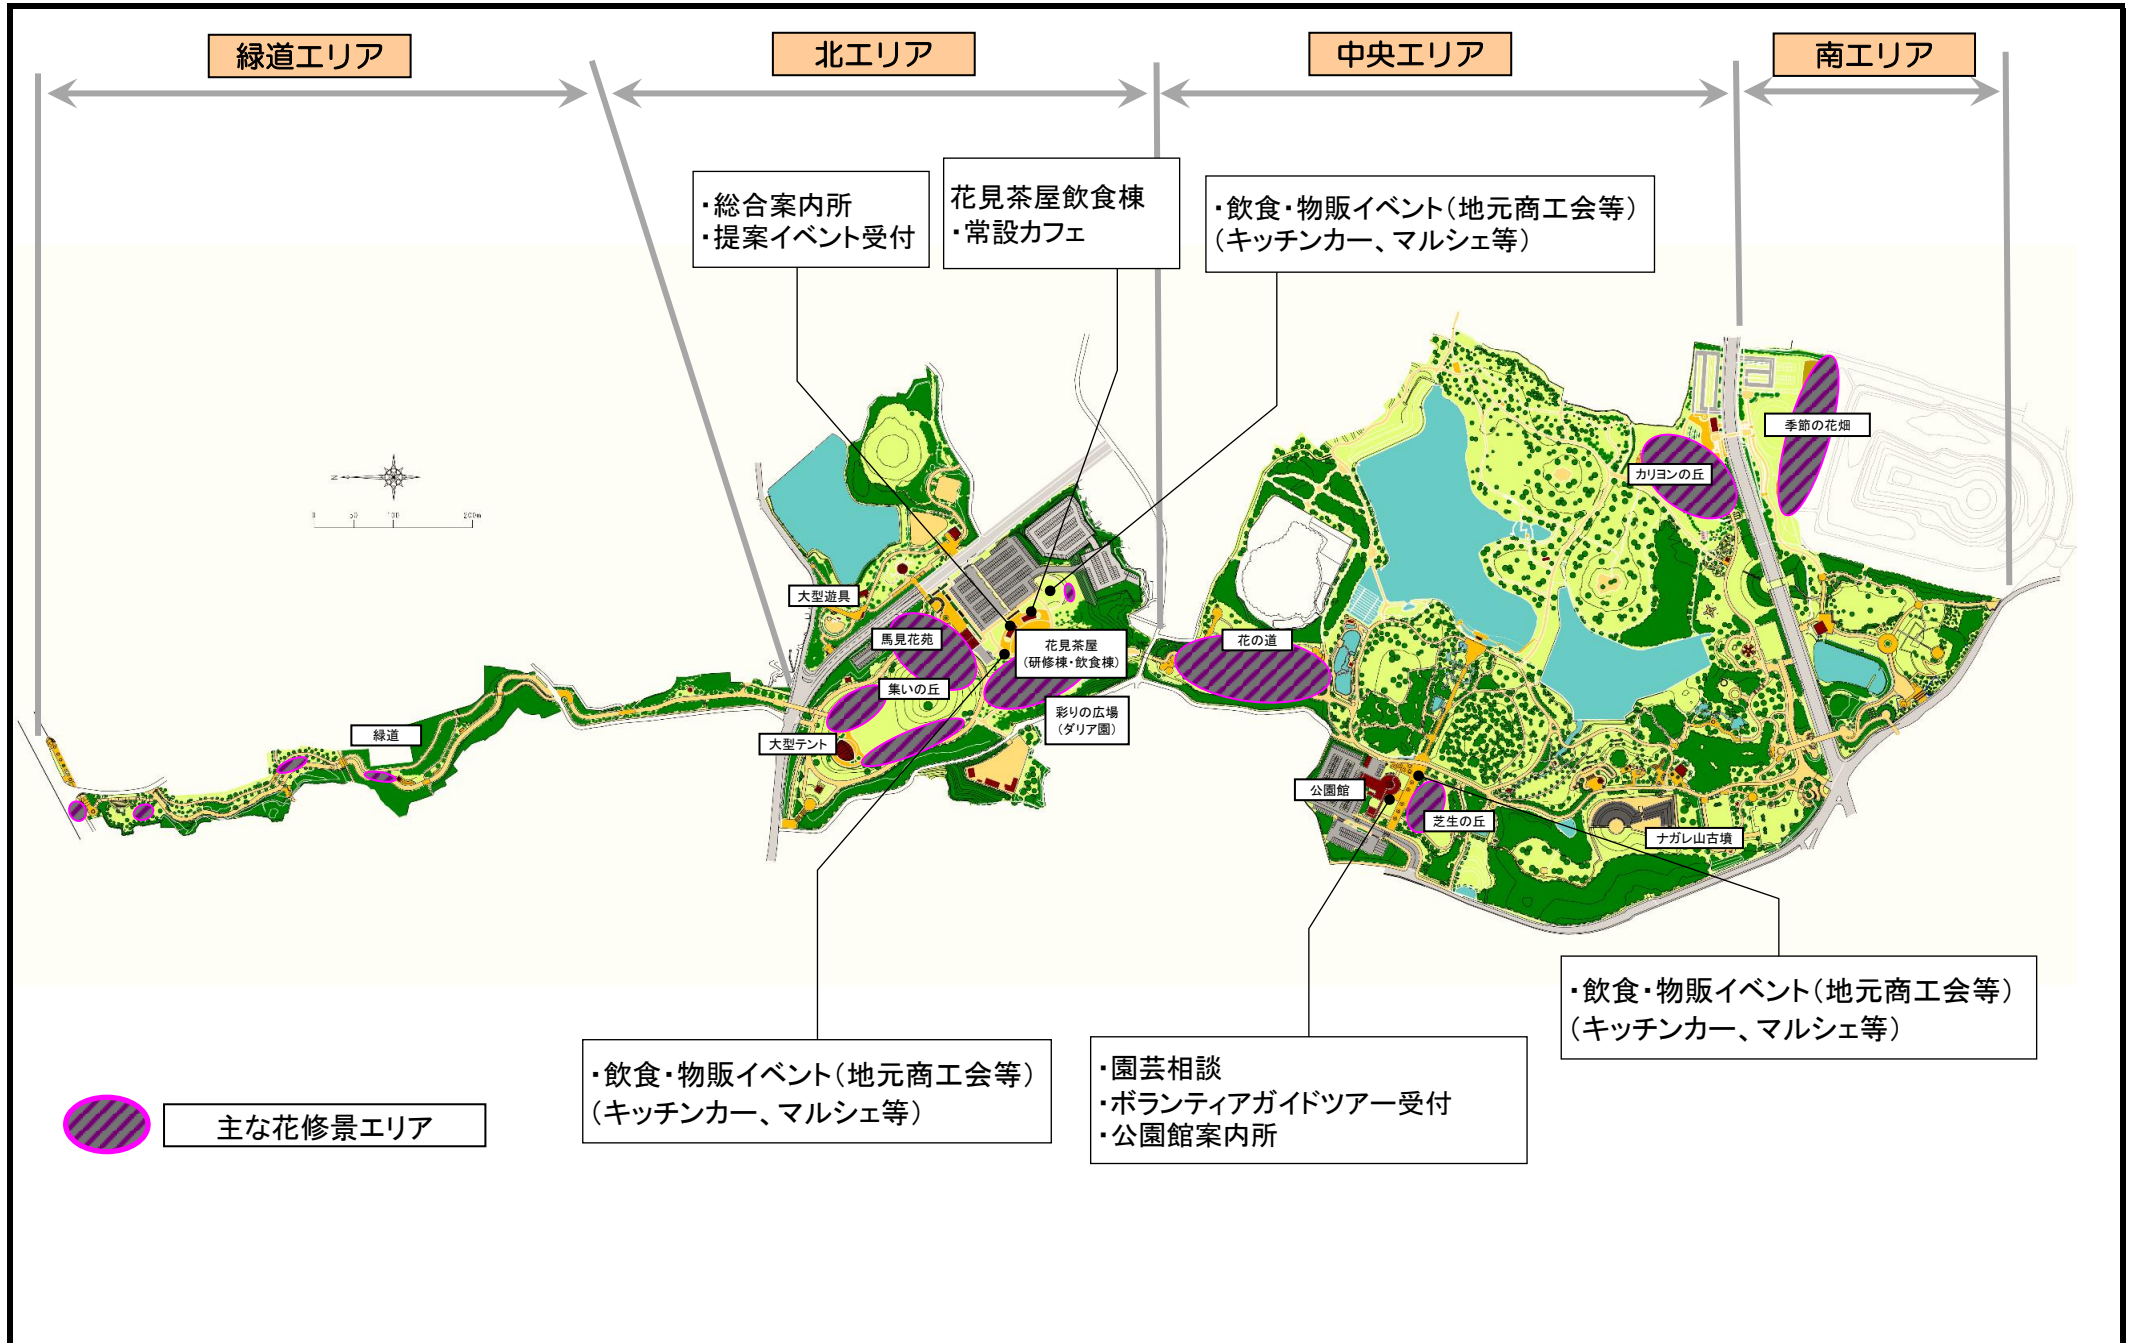 緑道エリア
北エリア
中央エリア
南エリア
・総合案内所
・提案イベント受付
花見茶屋飲食棟
・常設カフェ
・飲食・物販イベント（地元商工会等）
（キッチンカー、マルシェ等）
季節の花畑
カリヨンの丘
N
0 50 100 200m
大型遊具
馬見花苑
花見茶屋
（研修棟・飲食棟）
花の道
集いの丘
彩りの広場
（ダリア園）
緑道
大型テント
公園館
芝生の丘
ナガレ山古墳
・飲食・物販イベント（地元商工会等）
（キッチンカー、マルシェ等）
・飲食・物販イベント（地元商工会等）
（キッチンカー、マルシェ等）
・園芸相談
・ボランティアガイドツアー受付
・公園館案内所
主な花修景エリア